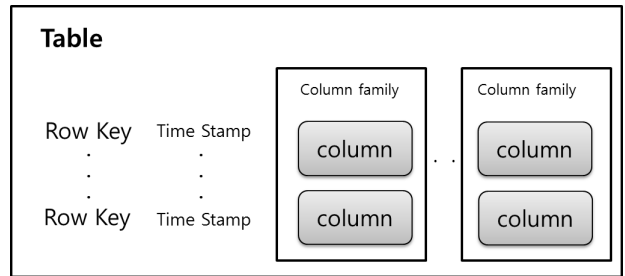 Table
Column family Column family
Row Key Time Stamp column . . column
. .
. .
. .
Row Key Time Stamp column column